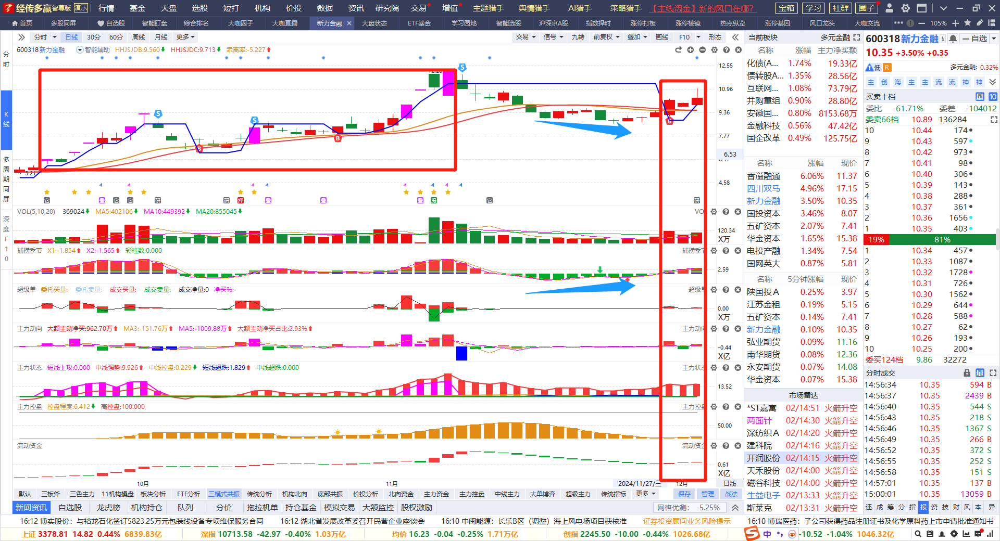 经传多赢 智尊版 演示 行情 基金 大盘 选股 短打 机构 价投 数据 资讯 研究院 交易 增值 主题猎手 舆情猎手 AI猎手 策略猎手 【主线淘金】新的风口在哪? 宝箱 学习 社群 圈子
首页 多股同屏 自选股 智能盯盘 综合排名 大咖圈子 大咖直播 新力金融 大盘状态 ETF基金 学习园地 智能选股 沪深京A股 指数择时 涨停打板 涨停棱镜 热点纵览 涨停基因 风口龙头 大咖交流 105%
分时 日线 30分 60分 周线 月线 更多 交易 信号 九转 前复权 叠加 画线 F10 形态
600318 新力金融 智能辅助 HHJSJDB:9.560 HHJSJDC:9.713 乖离率:-5.227
分时
K线
多周期同屏
深度F10
12.55
10.96
9.36
7.77
6.53
4.58
S S S B B
VOL(5,10,20) 369024 MA5:402106 MA10:449392 MA20:855045
120.34
X万
捕捞季节 X1:-1.854 X2:-1.565 彩柱数:0.000 捕捞季节
2.59
超级单 委托买量:- 委托卖量:- 成交买量:- 成交卖量:- 成交净量:0 净买%:- 超级单
0.00
X万
主力动向 大额主动净买:962.70万 MA3:-151.76万 MA5:-1009.88万 大额主动净买占比:2.93% 主力动向
-0.44
X亿
主力状态 短线上攻:0.000 中线强势:9.926 中线控盘:0.229 短线超跌:1.829 中线超跌:0.000 主力状态
13.52
主力控盘 控盘程度:6.412 高控盘:100.000 主力控盘
50.00
流动资金 流动资金
0.61
X亿
10月 11月 2024/11/27/三 12月 日线
默认 三板斧 三色主力 11机构操盘 板块分析 ETF分析 三模式共振 传统分析 机构北向 底部共振 价投分析 北向资金 主力资金 主力控盘 中线主力 大单博弈 超级主力 传统指标 更多 保存 管理 战法
新闻资讯 自选股 龙虎榜 机构持仓 队列 分价 拖拉机单 持仓基金 模拟交易 大额监控 股权激励 网格优测: -5.25%
当前板块 多元金融
名称 涨幅 主力净买额
化债(A... 1.74% 19.33亿
债转股A... 1.35% 28.56亿
互联网... 1.08% 73.79亿
并购重组 0.90% 28.80亿
安徽国... 0.80% 8153.68万
金融科技 0.56% 47.42亿
国企改革 0.49% 125.75亿
名称 涨幅 现价
香溢融通 6.06% 11.37
四川双马 4.96% 17.15
新力金融 3.50% 10.35
国投资本 3.46% 8.07
五矿资本 2.07% 7.41
华金资本 1.65% 15.38
电投产融 1.34% 7.54
国网英大 0.87% 5.81
名称 5分钟涨幅 现价
陕国投A 0.25% 3.97
江苏金租 0.19% 5.15
五矿资本 0.14% 7.41
新力金融 0.10% 10.35
弘业期货 0.09% 11.16
南华期货 0.08% 12.36
永安期货 0.07% 14.08
华金资本 0.07% 15.38
市场雷达
*ST嘉寓 02/14:51 火箭升空
两面针 02/14:30 火箭升空
深纺织A 02/14:20 火箭升空
建科院 02/14:16 火箭升空
开润股份 02/14:15 火箭升空
天禾股份 02/14:00 火箭升空
磁谷科技 02/14:00 火箭升空
生益电子 02/13:33 火箭升空
斯莱克 02/13:31 火箭升空
600318 新力金融 自选
10.35 +3.50% +0.35
低 R 多元金融: 0.32%
主 创 海 主 主 流 流 神 神
买卖十档 量 10
委比 -61.71% 委差 -104012
委卖66档 10.89 136284
10 10.44 174
9 10.43 597
8 10.42 973
7 10.41 98
6 10.40 306
5 10.39 143
4 10.38 288
3 10.37 361
2 10.36 1656
1 10.35 403
19% 81%
1 10.34 457
2 10.33 1087
3 10.32 1728
4 10.31 726
5 10.30 1562
6 10.29 644
7 10.28 588
8 10.27 62
9 10.26 193
10 10.25 200
委买124档 9.86 32272
分时成交 量
14:56:34 10.35 594 B
14:56:37 10.35 2439 B
14:56:40 10.35 544 S
14:56:43 10.35 218 S
14:56:46 10.35 1367 S
14:56:49 10.35 266 B
14:56:52 10.35 372 S
14:56:55 10.35 252 S
14:56:58 10.35 151 S
14:57:01 10.35 137 B
15:00:01 10.35 13059 B
还 成 筹 分 指 报 资 技 财 风 本 异
16:12 博实股份：与裕龙石化签订5823.25万元包装线设备专项维保服务合同 16:12 湖北省发展改革委召开民营企业座谈会 16:10 中闽能源：长乐B区（调整）海上风电场项目获核准 证券投资顾问业务风险提示 16:10 博瑞医药：子公司获得药品注册证书及化学原料药上市申请批准通知书
上证 3378.81 14.82 0.44% 6839.83亿 深指 10713.58 -42.97 -0.40% 1.03万亿 均价 16.23 -0.04 -0.25% 1.71万亿 创指 2245.50 -10.00 -0.44% 1026.68亿 中 -10.52 -1.04% 1046.32亿